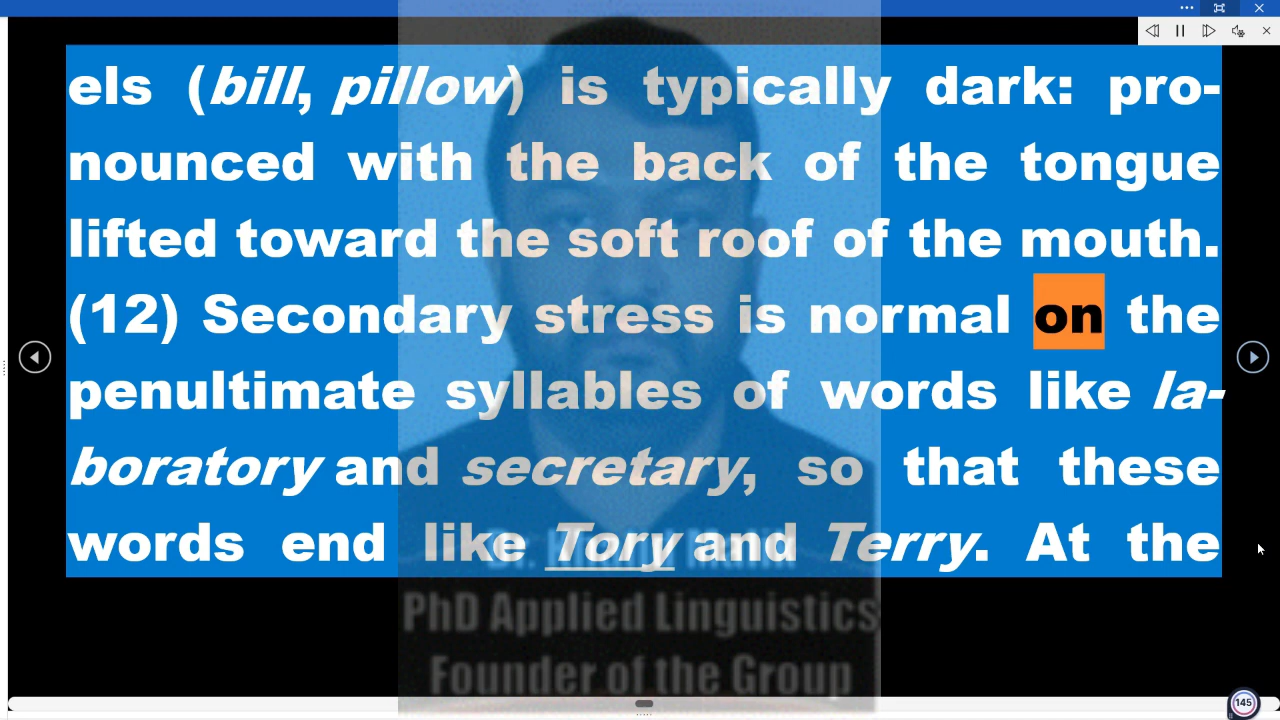 els (bill, pillow) is typically dark: pro-
nounced with the back of the tongue
lifted toward the soft roof of the mouth.
(12) Secondary stress is normal on the
penultimate syllables of words like la-
boratory and secretary, so that these
words end like Tory and Terry. At the
Dr.
PhD Applied Linguistics
Founder of the Group
145